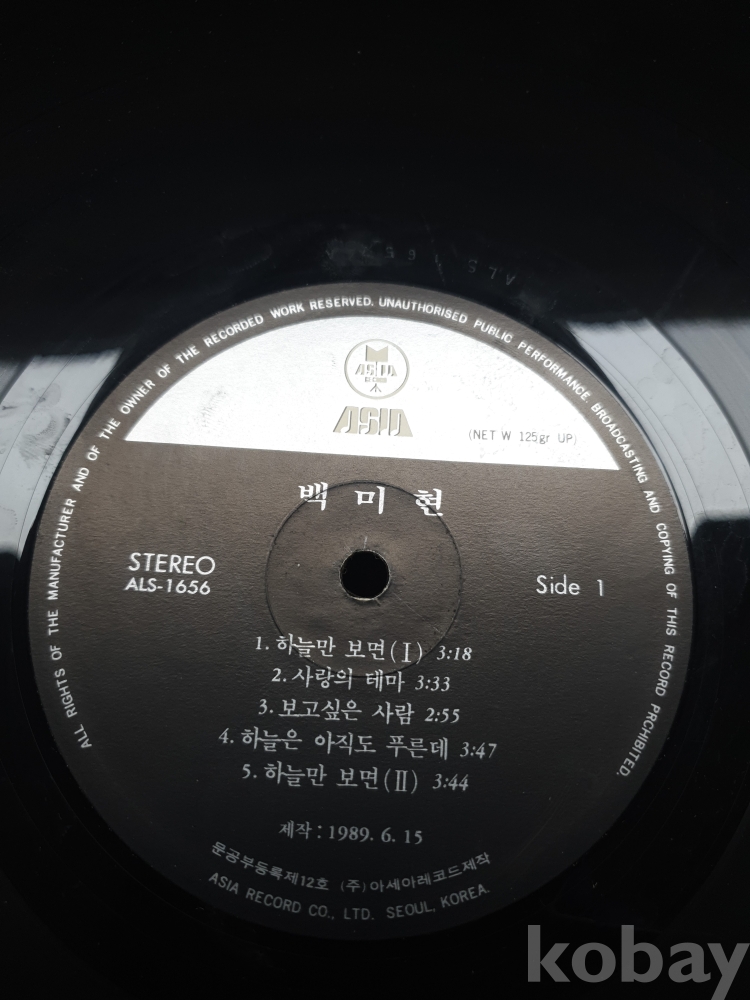 ALS 1656 A
ALL RIGHTS OF THE MANUFACTURER AND OF THE OWNER OF THE RECORDED WORK RESERVED. UNAUTHORISED PUBLIC PERFORMANCE. BROADCASTING AND COPYING OF THIS RECORD PRCHIBITED.
ASIA
RECORD
ASIA
(NET W 125gr UP)
백 미 현
STEREO
ALS-1656
Side 1
1. 하늘만 보면(Ⅰ) 3:18
2. 사랑의 테마 3:33
3. 보고싶은 사람 2:55
4. 하늘은 아직도 푸른데 3:47
5. 하늘만 보면(Ⅱ) 3:44
제작 : 1989. 6. 15
문공부등록제12호 (주)아세아레코드제작
ASIA RECORD CO., LTD. SEOUL, KOREA.
kobay